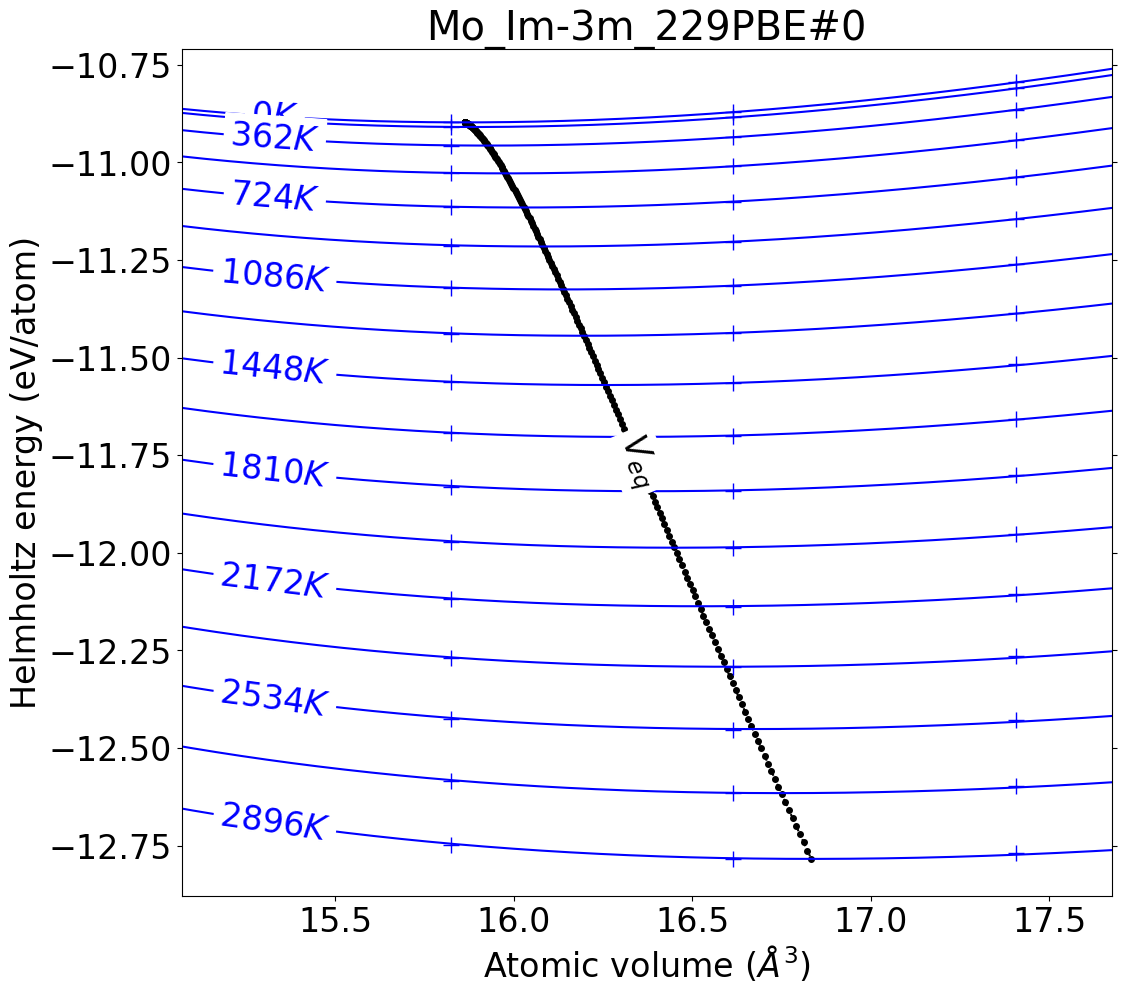 Mo_Im-3m_229PBE#0
Helmholtz energy (eV/atom)
−10.75
−11.00
−11.25
−11.50
−11.75
−12.00
−12.25
−12.50
−12.75
0K
362K
724K
1086K
1448K
1810K
2172K
2534K
2896K
V_{eq}
15.5 16.0 16.5 17.0 17.5
Atomic volume (Å³)